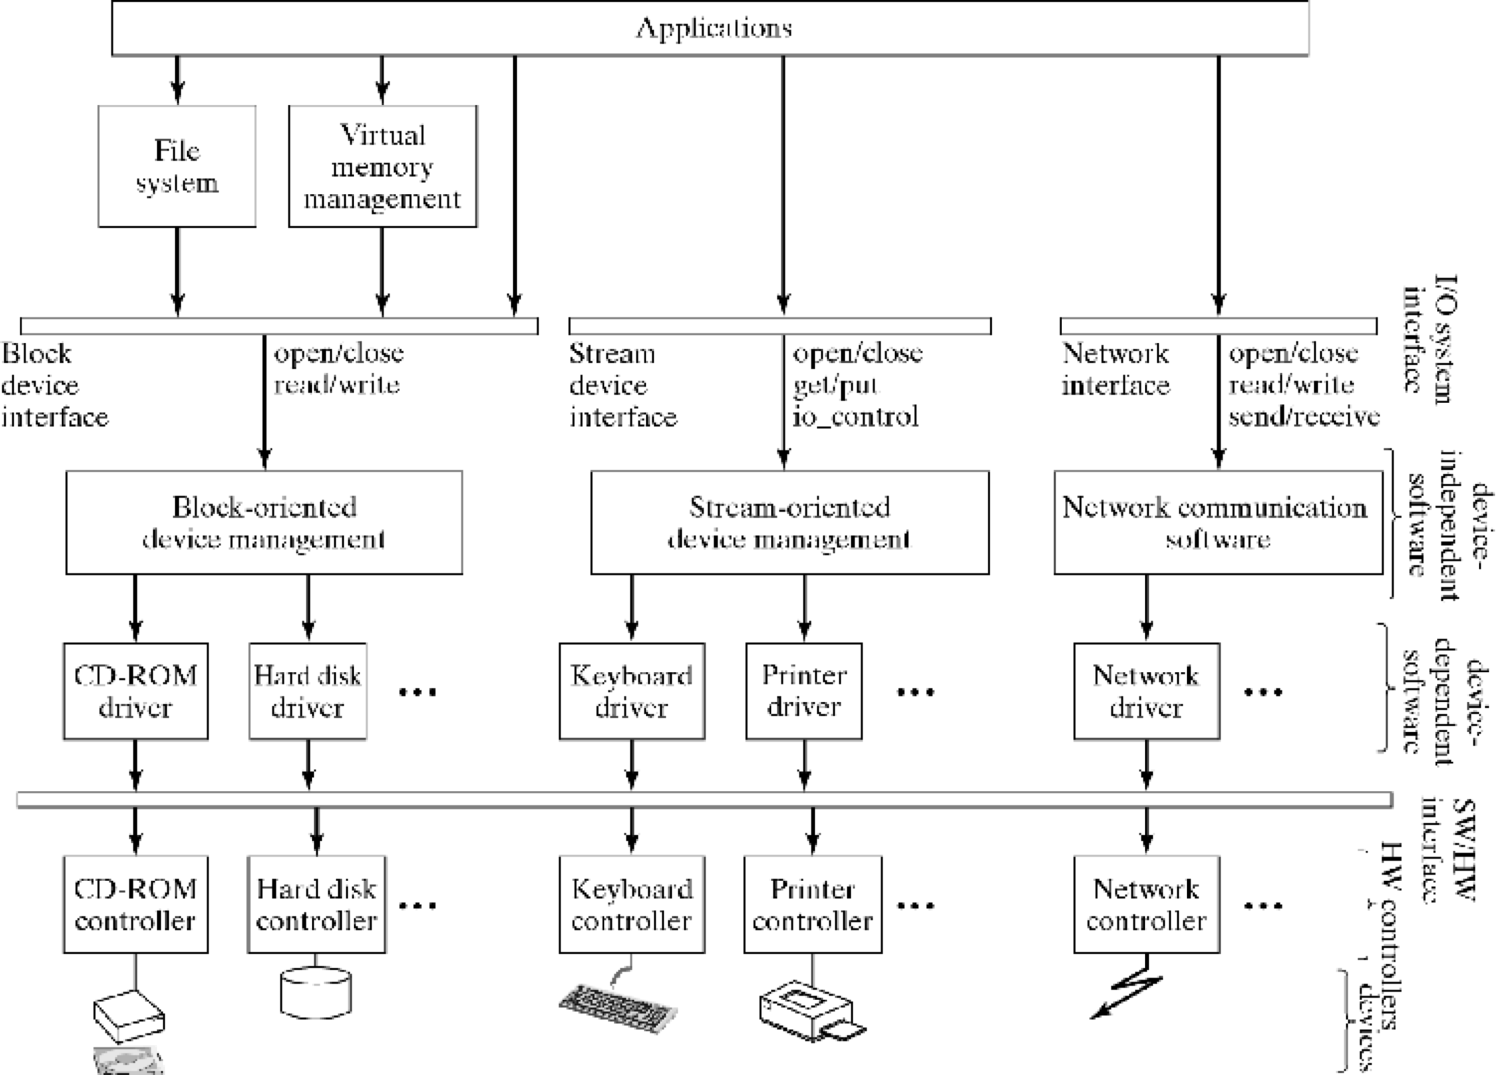 Applications
File
system
Virtual
memory
management
I/O system
interface
Block
device
interface
open/close
read/write
Stream
device
interface
open/close
get/put
io_control
Network
interface
open/close
read/write
send/receive
Block-oriented
device management
Stream-oriented
device management
Network communication
software
device-
independent
software
CD-ROM
driver
Hard disk
driver
...
Keyboard
driver
Printer
driver
...
Network
driver
...
device-
dependent
software
SW/HW
interface
CD-ROM
controller
Hard disk
controller
...
Keyboard
controller
Printer
controller
...
Network
controller
...
HW controllers
devices